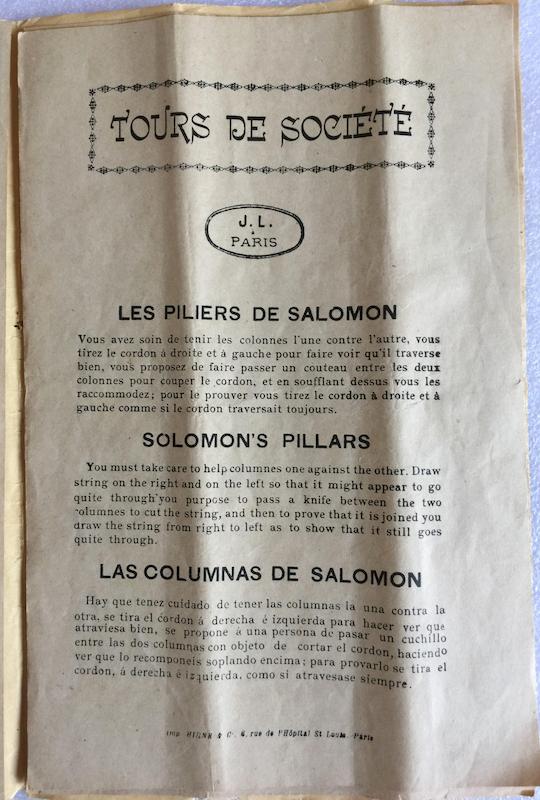 TOURS DE SOCIÉTÉ
J. L.
PARIS
LES PILIERS DE SALOMON
Vous avez soin de tenir les colonnes l'une contre l'autre, vous
tirez le cordon à droite et à gauche pour faire voir qu'il traverse
bien, vous proposez de faire passer un couteau entre les deux
colonnes pour couper le cordon, et en soufflant dessus vous les
raccommodez; pour le prouver vous tirez le cordon à droite et à
gauche comme si le cordon traversait toujours.
SOLOMON'S PILLARS
You must take care to help columnes one against the other. Draw
string on the right and on the left so that it might appear to go
quite through you purpose to pass a knife between the two
columnes to cut the string, and then to prove that it is joined you
draw the string from right to left as to show that it still goes
quite through.
LAS COLUMNAS DE SALOMON
Hay que tenez cuidado de tener las columnas la una contra la
otra, se tira el cordón á derecha é izquierda para hacer ver que
atraviesa bien, se propone à una persona de pasar un cuchillo
entre las dos columnas con objeto de cortar el cordon, haciendo
ver que lo recomponeis soplando encima; para provarlo se tira el
cordon, á derecha é izquierda, como si atravesase siempre.
Imp & Cie, 6, rue de l'Hôpital St Louis. Paris